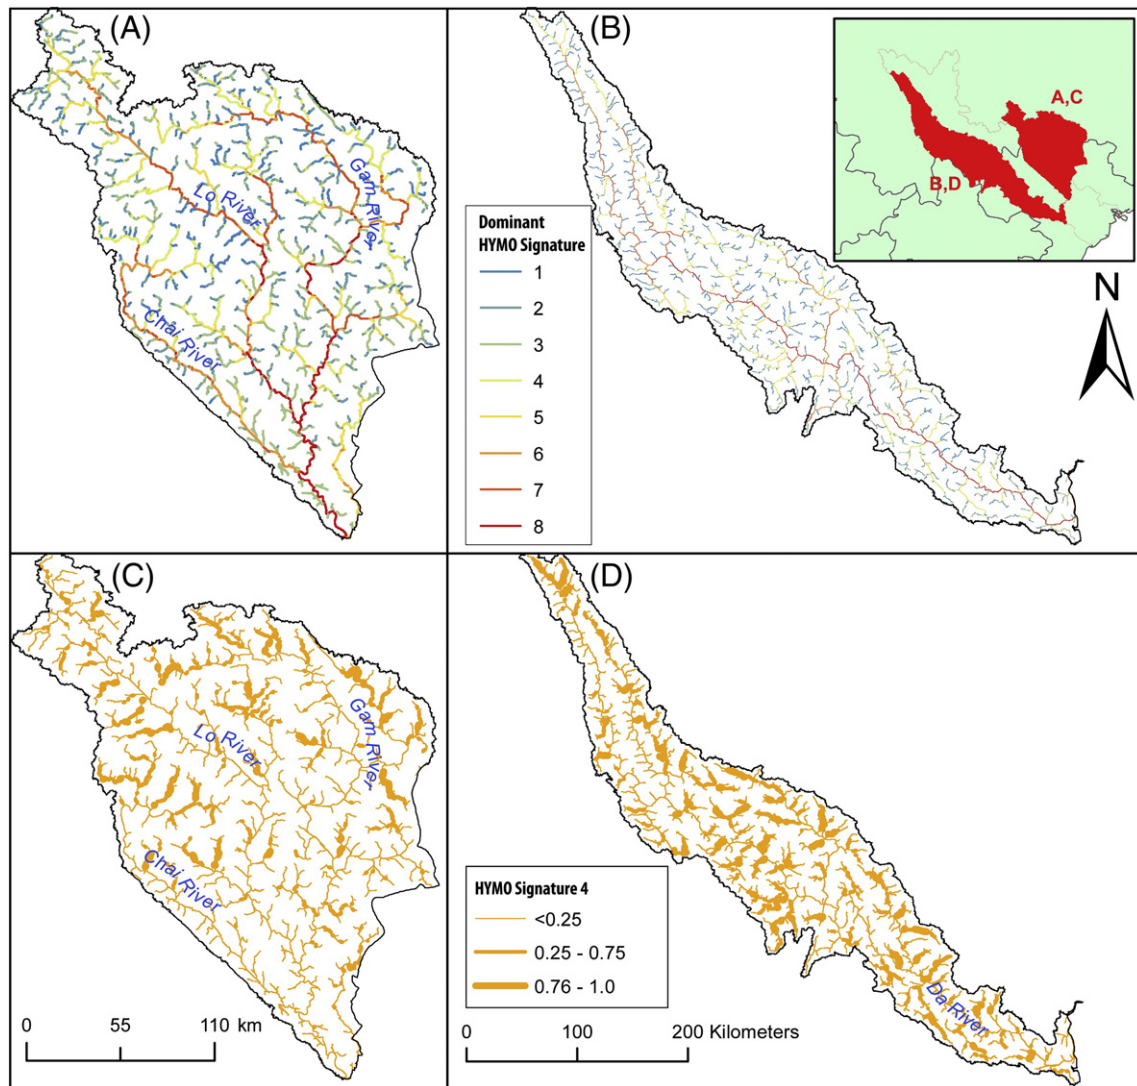 (A)
Lo River
Gam River
Chai River
(B)
A,C
B,D
Dominant
HYMO Signature
1
2
3
4
5
6
7
8
N
(C)
Lo River
Gam River
Chai River
0 55 110 km
(D)
HYMO Signature 4
<0.25
0.25 - 0.75
0.76 - 1.0
Da River
0 100 200 Kilometers